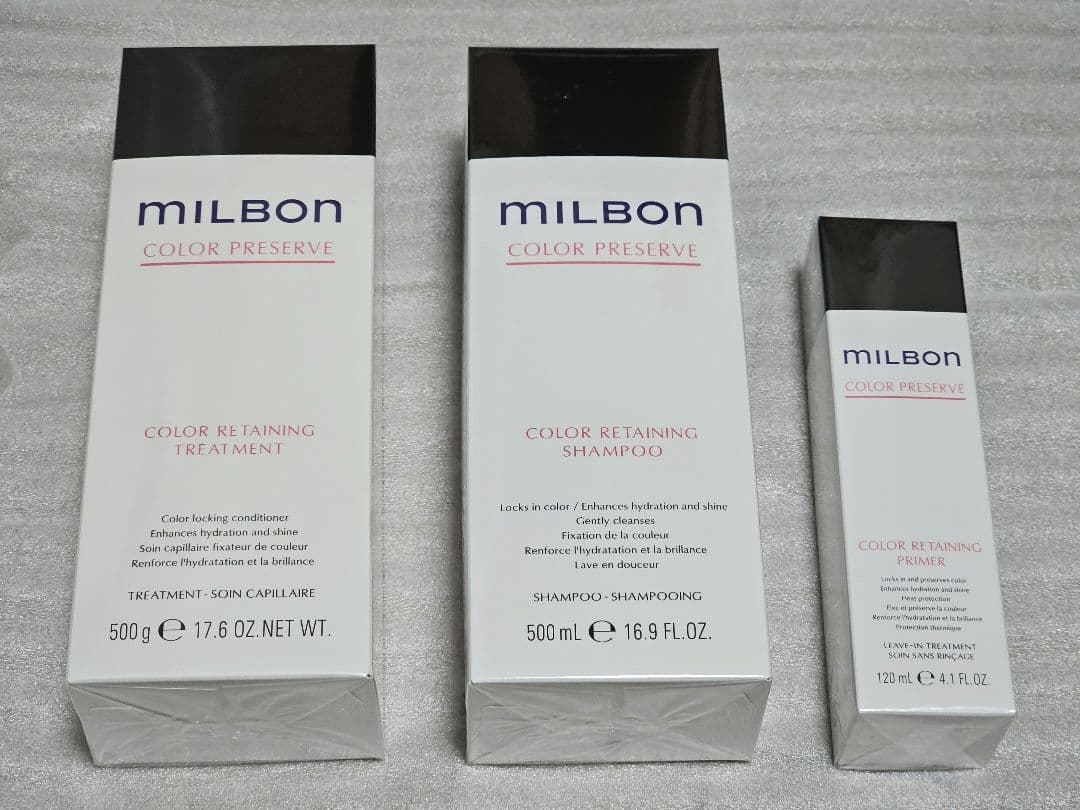 MILBON
COLOR PRESERVE
COLOR RETAINING
TREATMENT
Color locking conditioner
Enhances hydration and shine
Soin capillaire fixateur de couleur
Renforce l'hydratation et la brillance
TREATMENT - SOIN CAPILLAIRE
500 g ℮ 17.6 OZ.NET WT.
MILBON
COLOR PRESERVE
COLOR RETAINING
SHAMPOO
Locks in color / Enhances hydration and shine
Gently cleanses
Fixation de la couleur
Renforce l'hydratation et la brillance
Lave en douceur
SHAMPOO - SHAMPOOING
500 mL ℮ 16.9 FL.OZ.
MILBON
COLOR PRESERVE
COLOR RETAINING
PRIMER
Locks in and preserves color
Enhances hydration and shine
Heat protection
Fixe et préserve la couleur
Renforce l'hydratation et la brillance
Protection thermique
LEAVE-IN TREATMENT
SOIN SANS RINÇAGE
120 mL ℮ 4.1 FL.OZ.